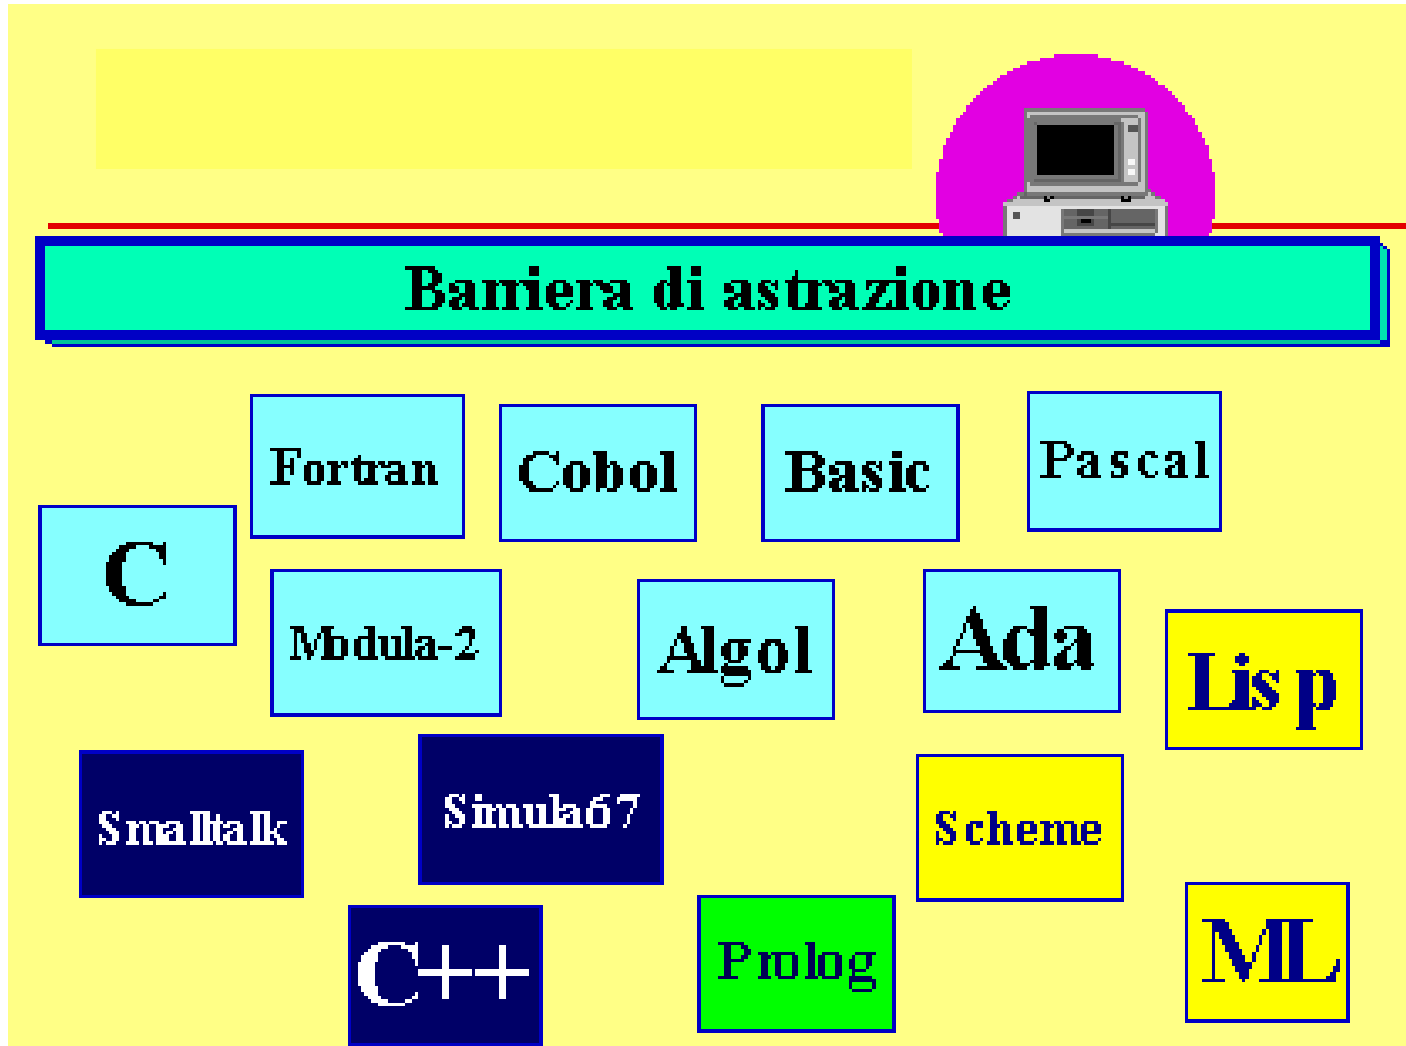 Barriera di astrazione
Fortran
Cobol
Basic
Pascal
C
Modula-2
Algol
Ada
Lisp
Smalltalk
Simula67
Scheme
C++
Prolog
ML